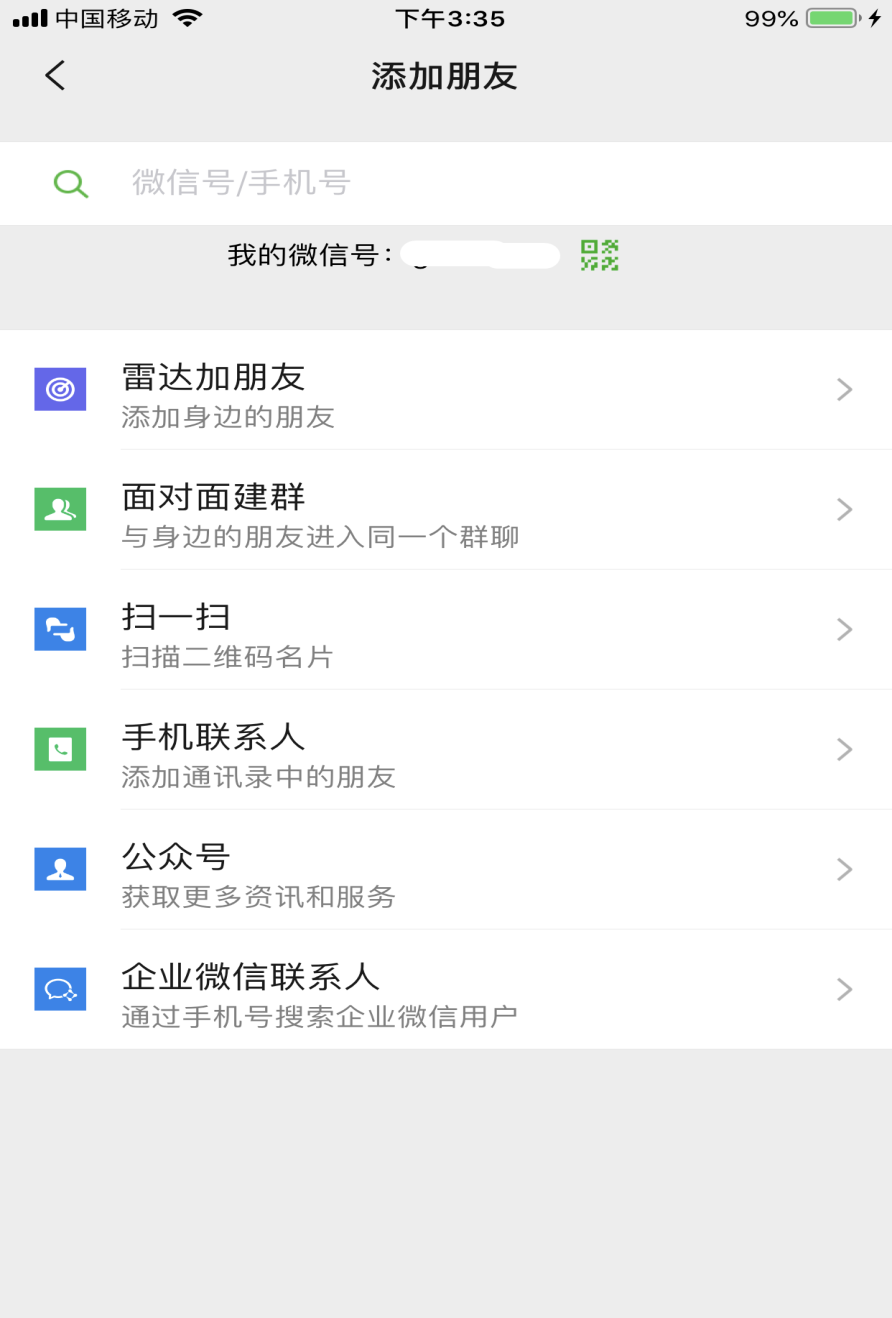 中国移动 下午3:35 99%
添加朋友
微信号/手机号
我的微信号:
雷达加朋友
添加身边的朋友
面对面建群
与身边的朋友进入同一个群聊
扫一扫
扫描二维码名片
手机联系人
添加通讯录中的朋友
公众号
获取更多资讯和服务
企业微信联系人
通过手机号搜索企业微信用户